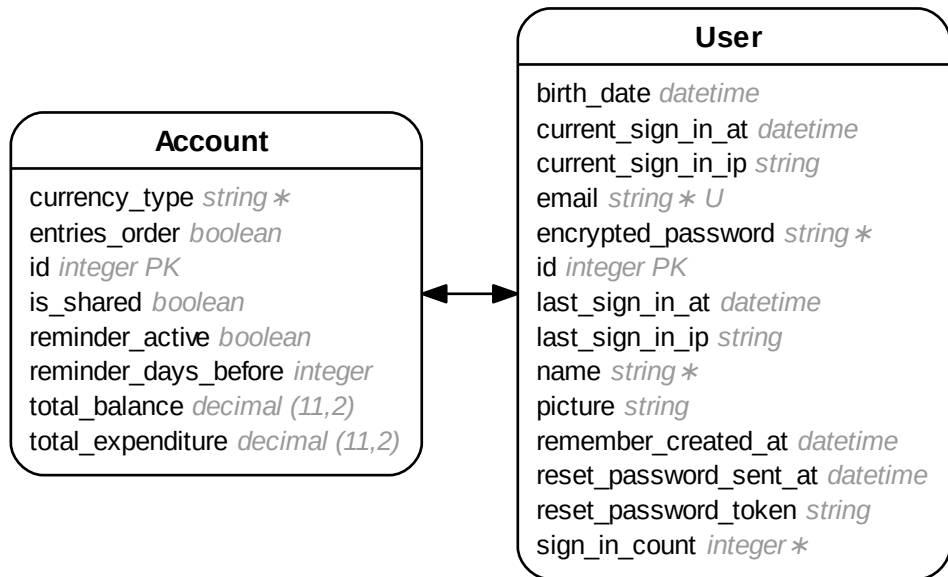 Account
currency_type string ∗
entries_order boolean
id integer PK
is_shared boolean
reminder_active boolean
reminder_days_before integer
total_balance decimal (11,2)
total_expenditure decimal (11,2)
User
birth_date datetime
current_sign_in_at datetime
current_sign_in_ip string
email string ∗ U
encrypted_password string ∗
id integer PK
last_sign_in_at datetime
last_sign_in_ip string
name string ∗
picture string
remember_created_at datetime
reset_password_sent_at datetime
reset_password_token string
sign_in_count integer ∗